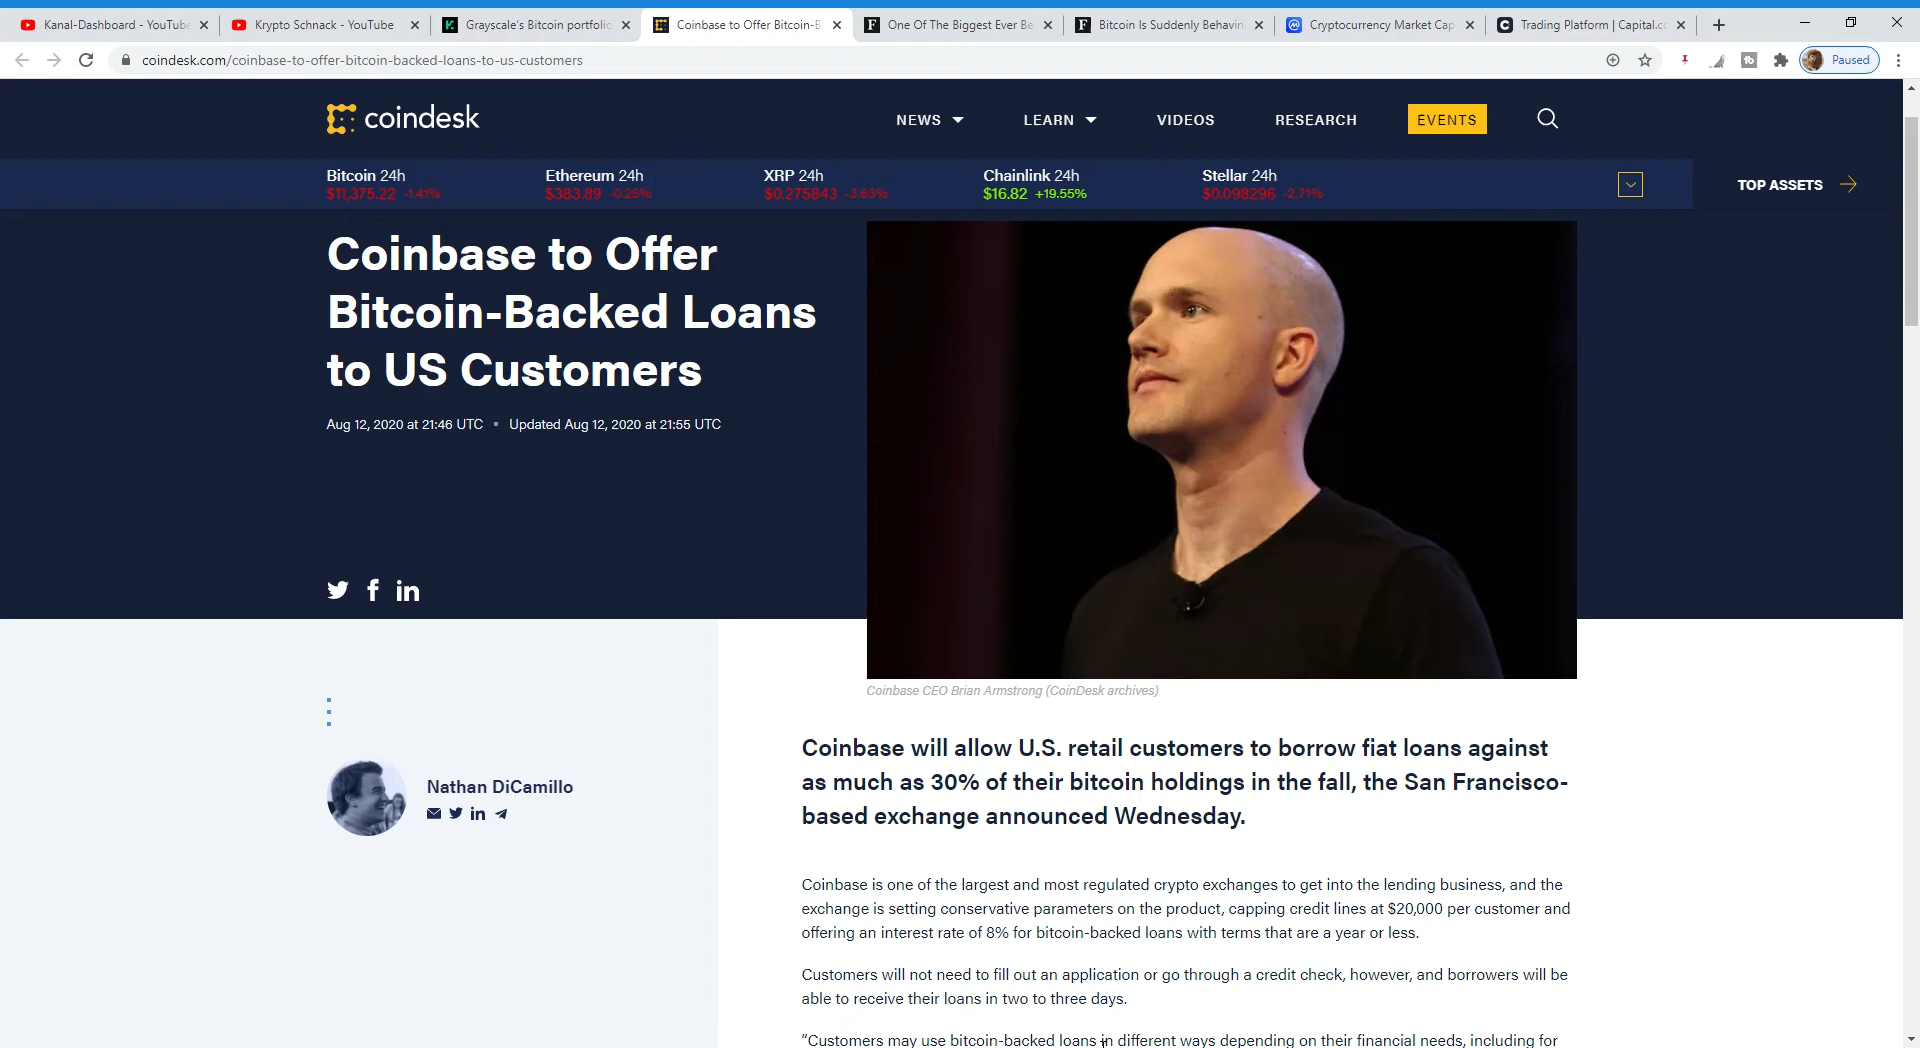 Kanal-Dashboard - YouTube
Krypto Schnack - YouTube
Grayscale's Bitcoin portfolio
Coinbase to Offer Bitcoin-B
One Of The Biggest Ever Be
Bitcoin Is Suddenly Behavin
Cryptocurrency Market Cap
Trading Platform | Capital.co
coindesk.com/coinbase-to-offer-bitcoin-backed-loans-to-us-customers
Paused
coindesk
NEWS
LEARN
VIDEOS
RESEARCH
EVENTS
Bitcoin 24h
$11,375.22 -1.41%
Ethereum 24h
$383.89 -0.25%
XRP 24h
$0.275843 -3.63%
Chainlink 24h
$16.82 +19.55%
Stellar 24h
$0.098296 -2.71%
TOP ASSETS
Coinbase to Offer
Bitcoin-Backed Loans
to US Customers
Aug 12, 2020 at 21:46 UTC ▪ Updated Aug 12, 2020 at 21:55 UTC
Coinbase CEO Brian Armstrong (CoinDesk archives)
Nathan DiCamillo
Coinbase will allow U.S. retail customers to borrow fiat loans against
as much as 30% of their bitcoin holdings in the fall, the San Francisco-
based exchange announced Wednesday.
Coinbase is one of the largest and most regulated crypto exchanges to get into the lending business, and the
exchange is setting conservative parameters on the product, capping credit lines at $20,000 per customer and
offering an interest rate of 8% for bitcoin-backed loans with terms that are a year or less.
Customers will not need to fill out an application or go through a credit check, however, and borrowers will be
able to receive their loans in two to three days.
“Customers may use bitcoin-backed loans in different ways depending on their financial needs, including for